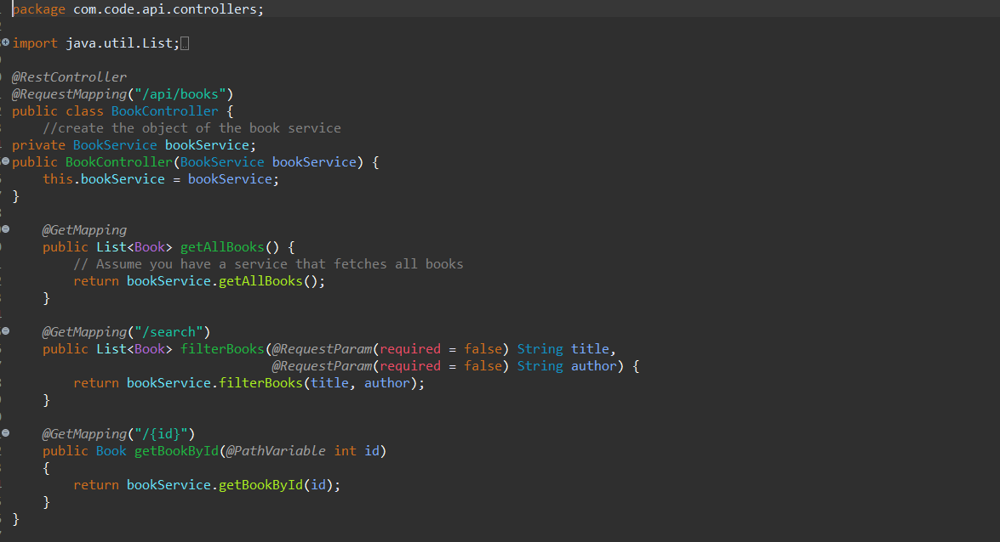 package com.code.api.controllers;
import java.util.List;
@RestController
@RequestMapping("/api/books")
public class BookController {
//create the object of the book service
private BookService bookService;
public BookController(BookService bookService) {
this.bookService = bookService;
}
@GetMapping
public List<Book> getAllBooks() {
// Assume you have a service that fetches all books
return bookService.getAllBooks();
}
@GetMapping("/search")
public List<Book> filterBooks(@RequestParam(required = false) String title,
@RequestParam(required = false) String author) {
return bookService.filterBooks(title, author);
}
@GetMapping("/{id}")
public Book getBookById(@PathVariable int id)
{
return bookService.getBookById(id);
}
}